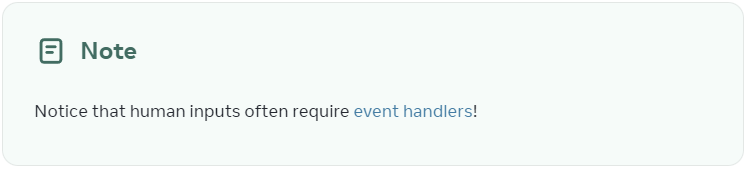 Note
Notice that human inputs often require event handlers!